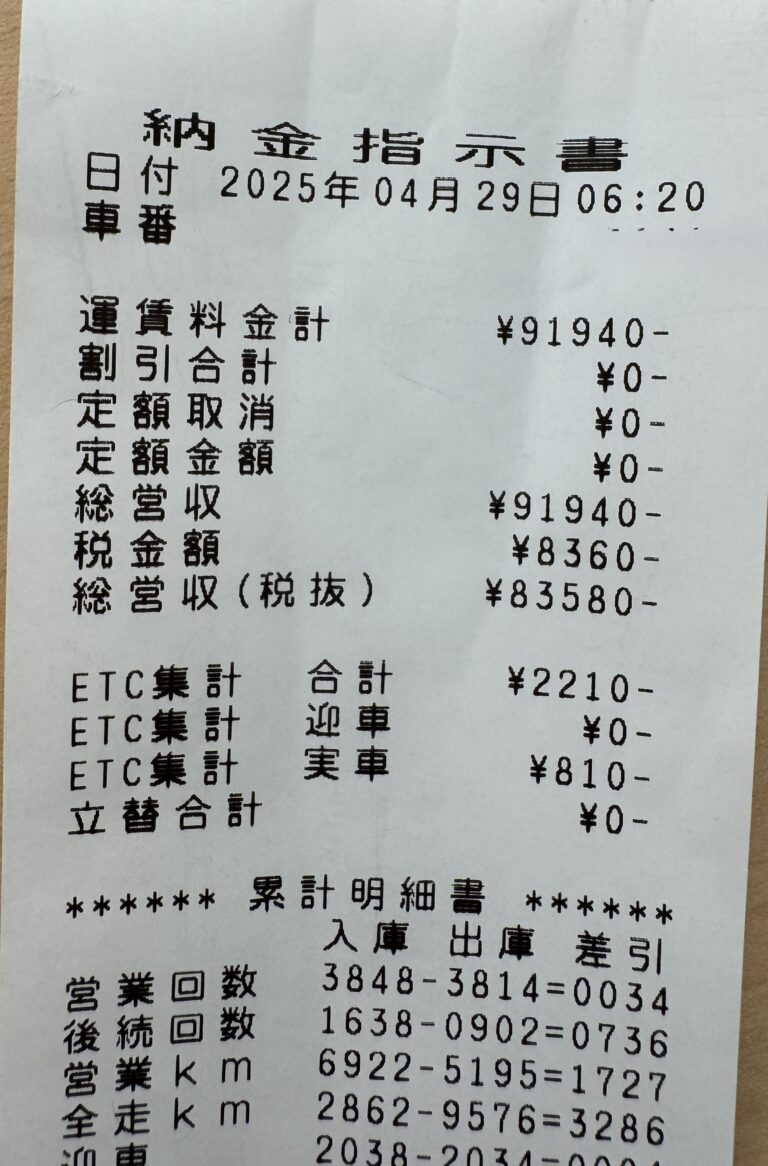 納金指示書
日付 2025年04月29日06:20
車番
運賃料金計 ¥91940-
割引合計 ¥0-
定額取消 ¥0-
定額金額 ¥0-
総営収 ¥91940-
税金額 ¥8360-
総営収(税抜) ¥83580-
ETC集計 合計 ¥2210-
ETC集計 迎車 ¥0-
ETC集計 実車 ¥810-
立替合計 ¥0-
****** 累計明細書 ******
入庫 出庫 差引
営業回数 3848-3814=0034
後続回数 1638-0902=0736
営業km 6922-5195=1727
全走km 2862-9576=3286
迎車 2038-2034=